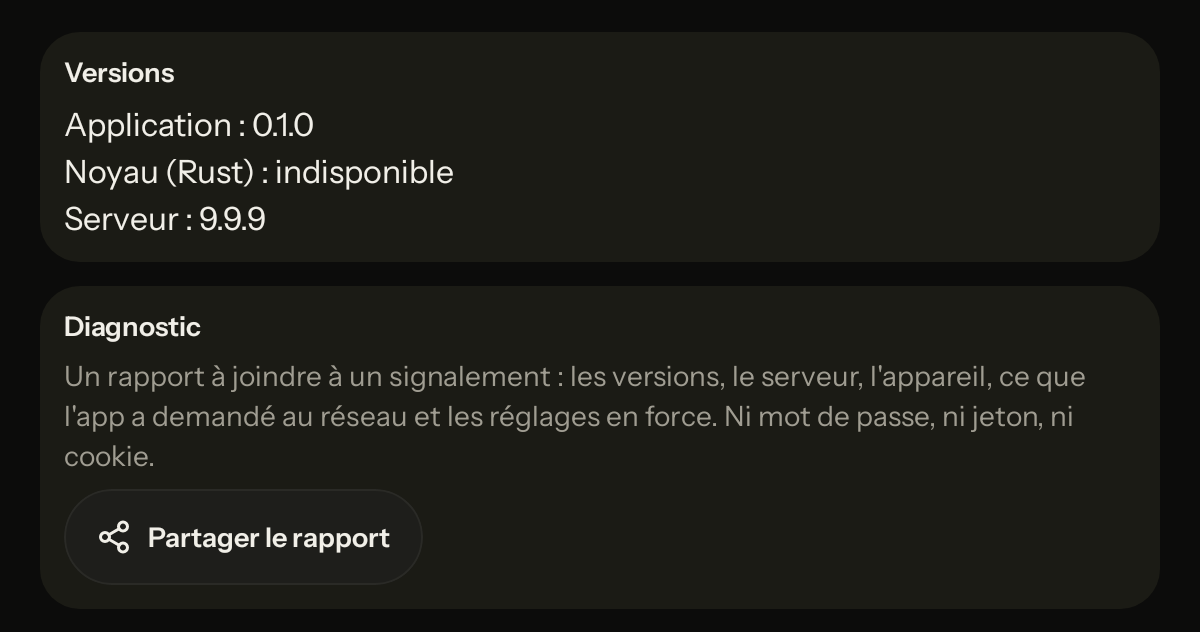 Versions
Application : 0.1.0
Noyau (Rust) : indisponible
Serveur : 9.9.9
Diagnostic
Un rapport à joindre à un signalement : les versions, le serveur, l'appareil, ce que
l'app a demandé au réseau et les réglages en force. Ni mot de passe, ni jeton, ni
cookie.
Partager le rapport